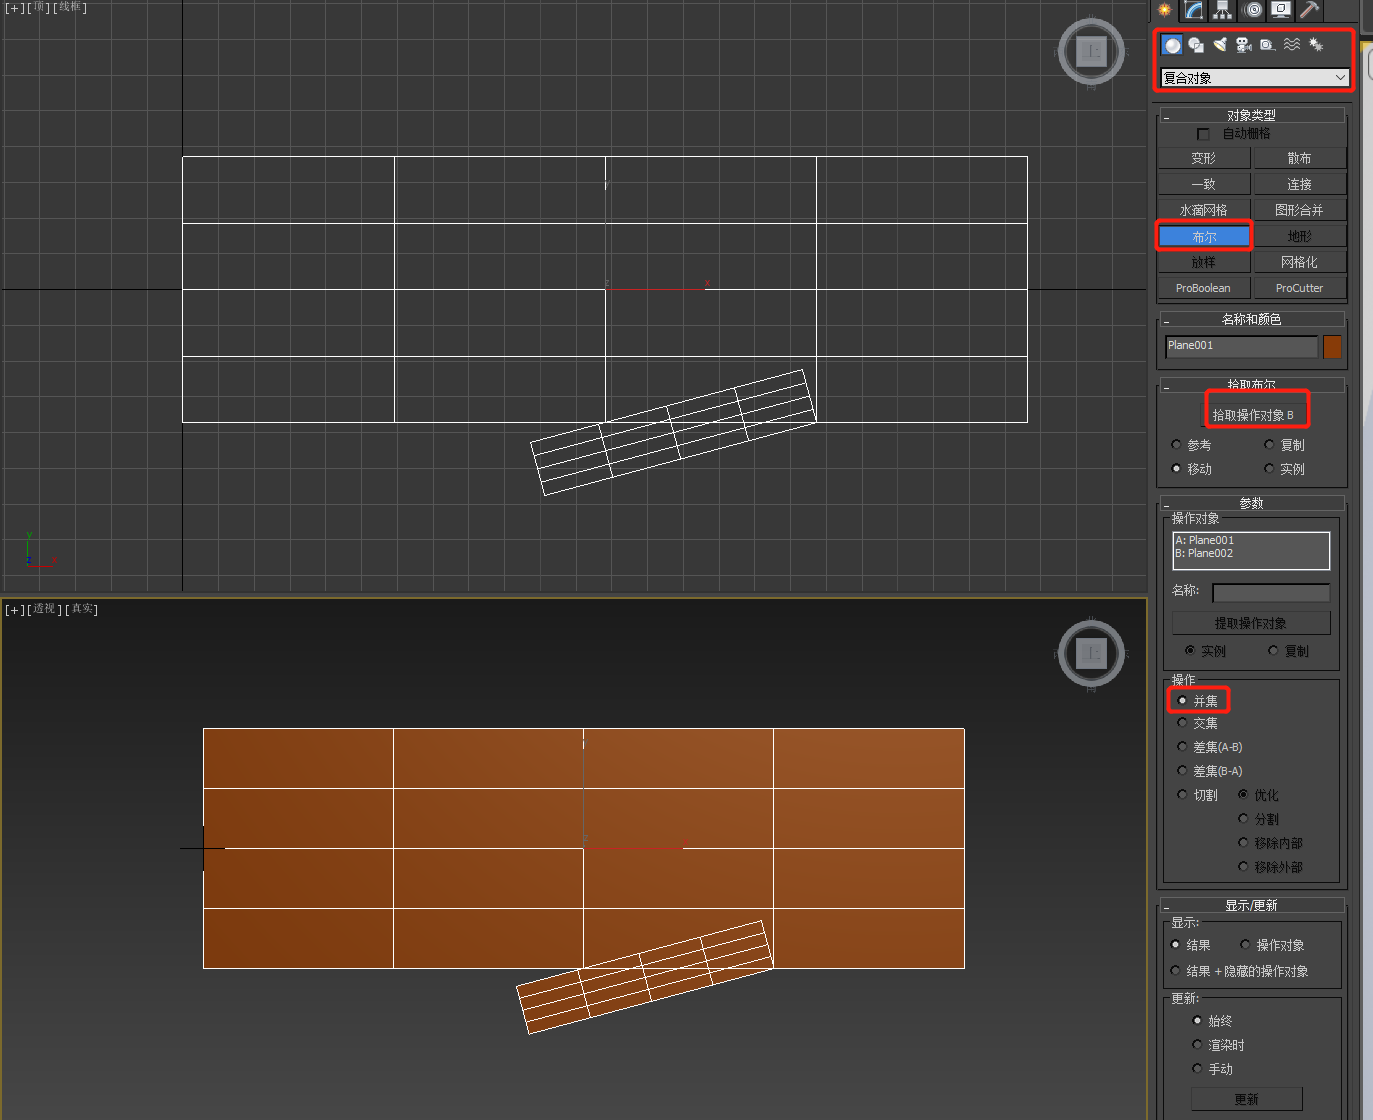 [+][顶][线框]
复合对象
对象类型
自动栅格
变形 散布
一致 连接
水滴网格 图形合并
布尔 地形
放样 网格化
ProBoolean ProCutter
名称和颜色
Plane001
拾取布尔
拾取操作对象 B
参考 复制
移动 实例
参数
操作对象
A: Plane001
B: Plane002
名称:
提取操作对象
实例 复制
操作
并集
交集
差集(A-B)
差集(B-A)
切割 优化
分割
移除内部
移除外部
显示/更新
显示:
结果 操作对象
结果 + 隐藏的操作对象
更新:
始终
渲染时
手动
更新
y
z x
y
z x
[+][透视][真实]
z